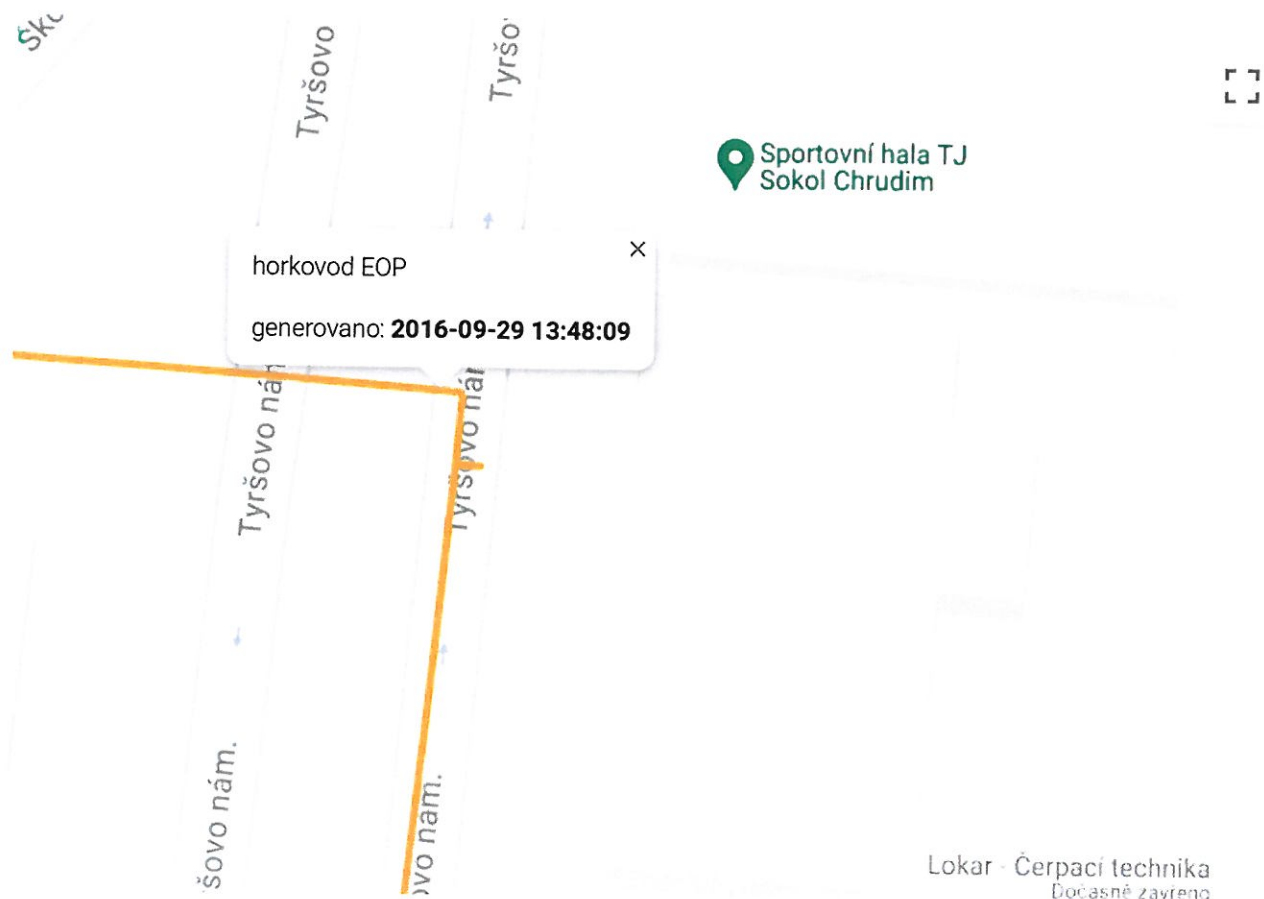 Tyršovo
Tyršo
Sportovní hala TJ
Sokol Chrudim
horkovod EOP
generovano: 2016-09-29 13:48:09
Tyršovo nám
Tyršovo nám
šovo nám.
ovo nám.
Lokar - Čerpací technika
Dočasně zavřeno